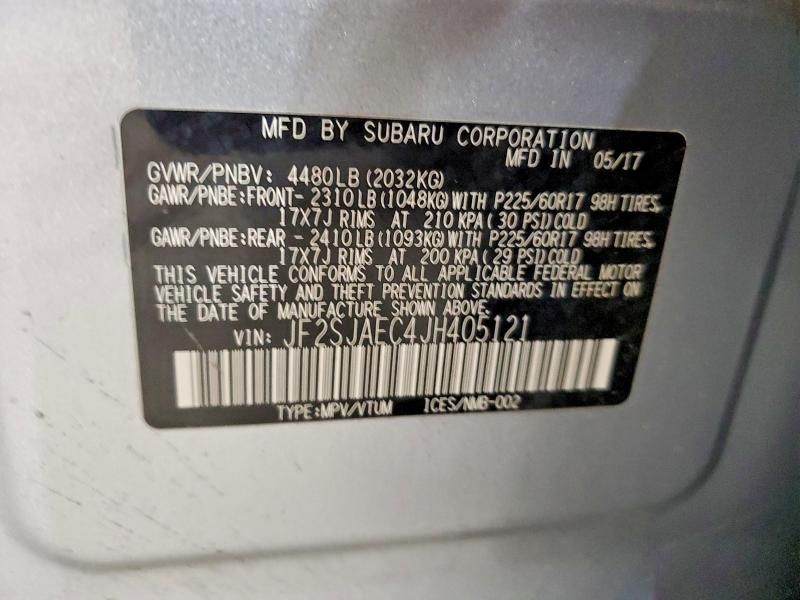 MFD BY SUBARU CORPORATION
MFD IN 05/17
GVWR/PNBV: 4480LB(2032KG)
GAWR/PNBE:FRONT- 2310LB(1048KG)WITH P225/60R17 98H TIRES,
17X7J RIMS AT 210 KPA(30 PSI)COLD
GAWR/PNBE:REAR - 2410LB(1093KG)WITH P225/60R17 98H TIRES,
17X7J RIMS AT 200 KPA(29 PSI)COLD
THIS VEHICLE CONFORMS TO ALL APPLICABLE FEDERAL MOTOR
VEHICLE SAFETY AND THEFT PREVENTION STANDARDS IN EFFECT ON
THE DATE OF MANUFACTURE SHOWN ABOVE.
VIN: JF2SJAEC4JH405121
TYPE:MPV/VTUM ICES/NMB-002